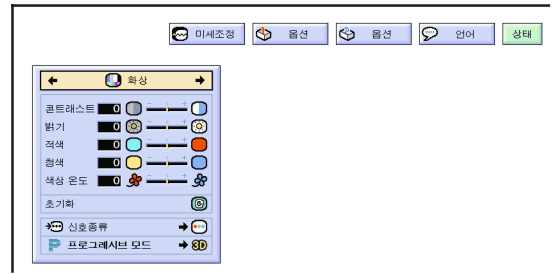 미세조정 옵션 옵션 언어 상태
화상
콘트래스트 0
밝기 0
적색 0
청색 0
색상 온도 0
초기화
신호종류
P 프로그레시브 모드 3D